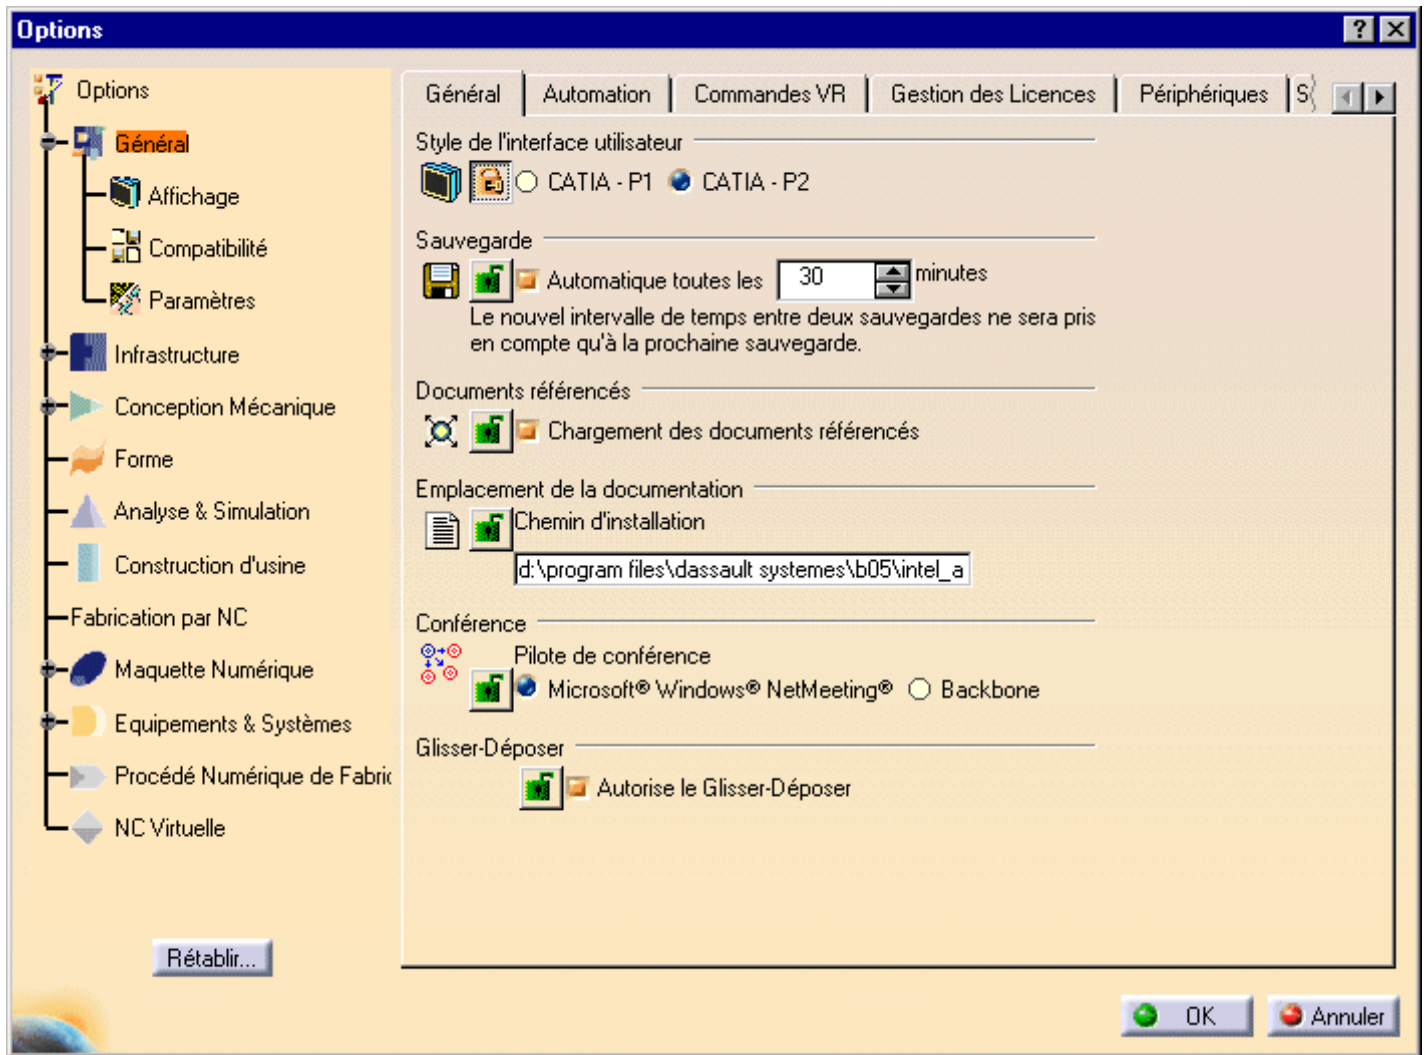 Options
Options
Général
Affichage
Compatibilité
Paramètres
Infrastructure
Conception Mécanique
Forme
Analyse & Simulation
Construction d'usine
Fabrication par NC
Maquette Numérique
Equipements & Systèmes
Procédé Numérique de Fabric
NC Virtuelle
Rétablir...
Général Automation Commandes VR Gestion des Licences Périphériques S
Style de l'interface utilisateur
CATIA - P1 CATIA - P2
Sauvegarde
Automatique toutes les 30 minutes
Le nouvel intervalle de temps entre deux sauvegardes ne sera pris
en compte qu'à la prochaine sauvegarde.
Documents référencés
Chargement des documents référencés
Emplacement de la documentation
Chemin d'installation
d:\program files\dassault systemes\b05\intel_a
Conférence
Pilote de conférence
Microsoft® Windows® NetMeeting® Backbone
Glisser-Déposer
Autorise le Glisser-Déposer
OK Annuler